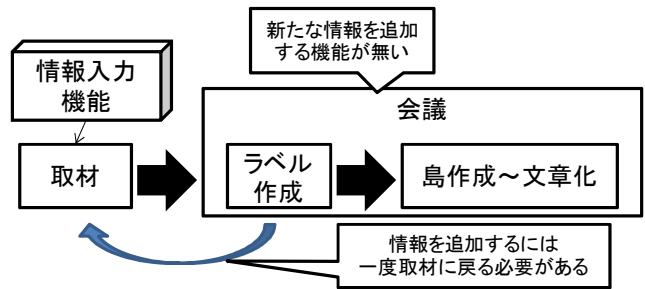 新たな情報を追加
する機能が無い
情報入力
機能
会議
取材
ラベル
作成
島作成～文章化
情報を追加するには
一度取材に戻る必要がある